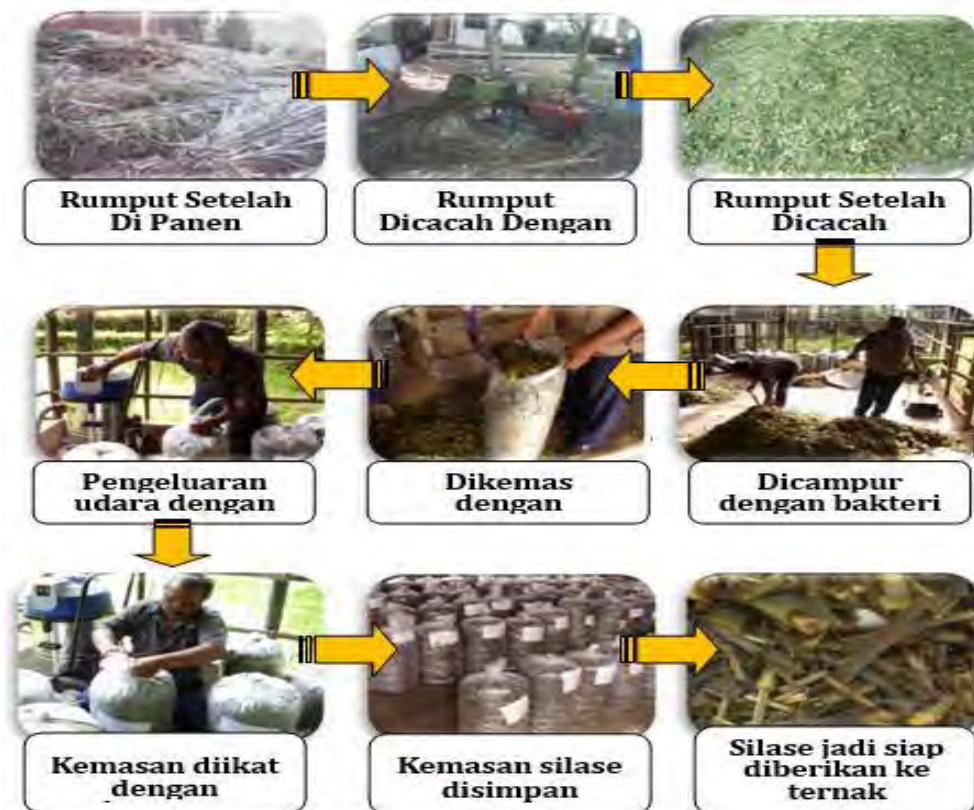 Rumput Setelah
Di Panen
Rumput
Dicacah Dengan
Rumput Setelah
Dicacah
Dicampur
dengan bakteri
Dikemas
dengan
Pengeluaran
udara dengan
Kemasan diikat
dengan
Kemasan silase
disimpan
Silase jadi siap
diberikan ke
ternak